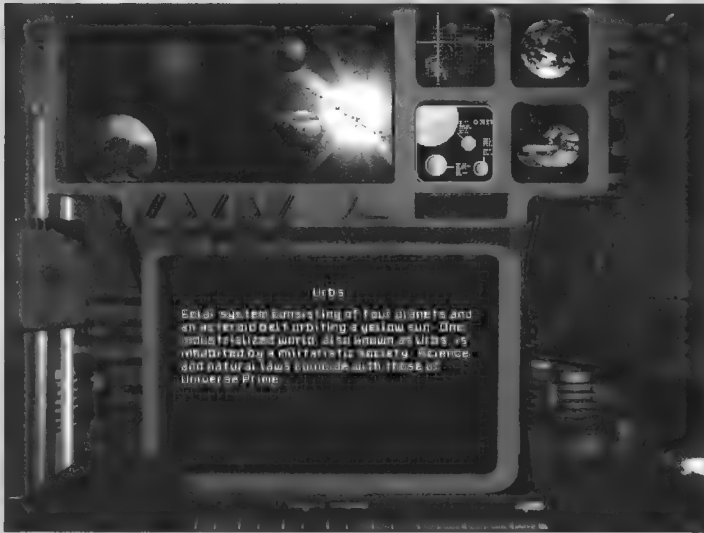 Urbs
Solar system consisting of four planets and
an asteroid belt orbiting a yellow sun. One
industrialized world, also known as Urbs, is
inhabited by a militaristic society. Science
and natural laws coincide with those of
Universe Prime